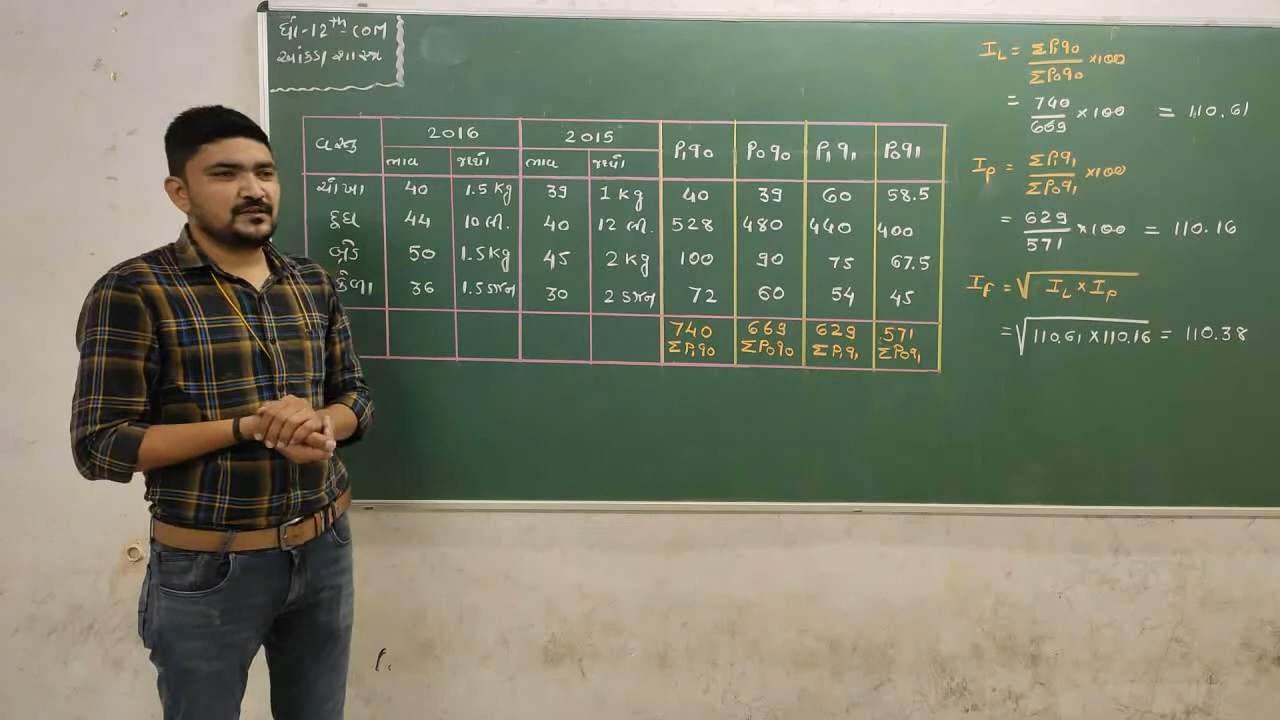 ધો-12th COM
આંકડાશાસ્ત્ર
વસ્તુ 2016 2015 P₁q₀ P₀q₀ P₁q₁ P₀q₁
ભાવ જથ્થો ભાવ જથ્થો
ચોખા 40 1.5 kg 39 1 kg 40 39 60 58.5
દૂધ 44 10 લી. 40 12 લી. 528 480 440 400
બ્રેડ 50 1.5 kg 45 2 kg 100 90 75 67.5
કેળા 36 1.5 ડઝન 30 2 ડઝન 72 60 54 45
740 669 629 571
ΣP₁q₀ ΣP₀q₀ ΣP₁q₁ ΣP₀q₁
I_L = ΣP₁q₀ / ΣP₀q₀ ×100
= 740 / 669 ×100 = 110.61
I_P = ΣP₁q₁ / ΣP₀q₁ ×100
= 629 / 571 ×100 = 110.16
I_F = √ I_L × I_P
= √ 110.61 × 110.16 = 110.38